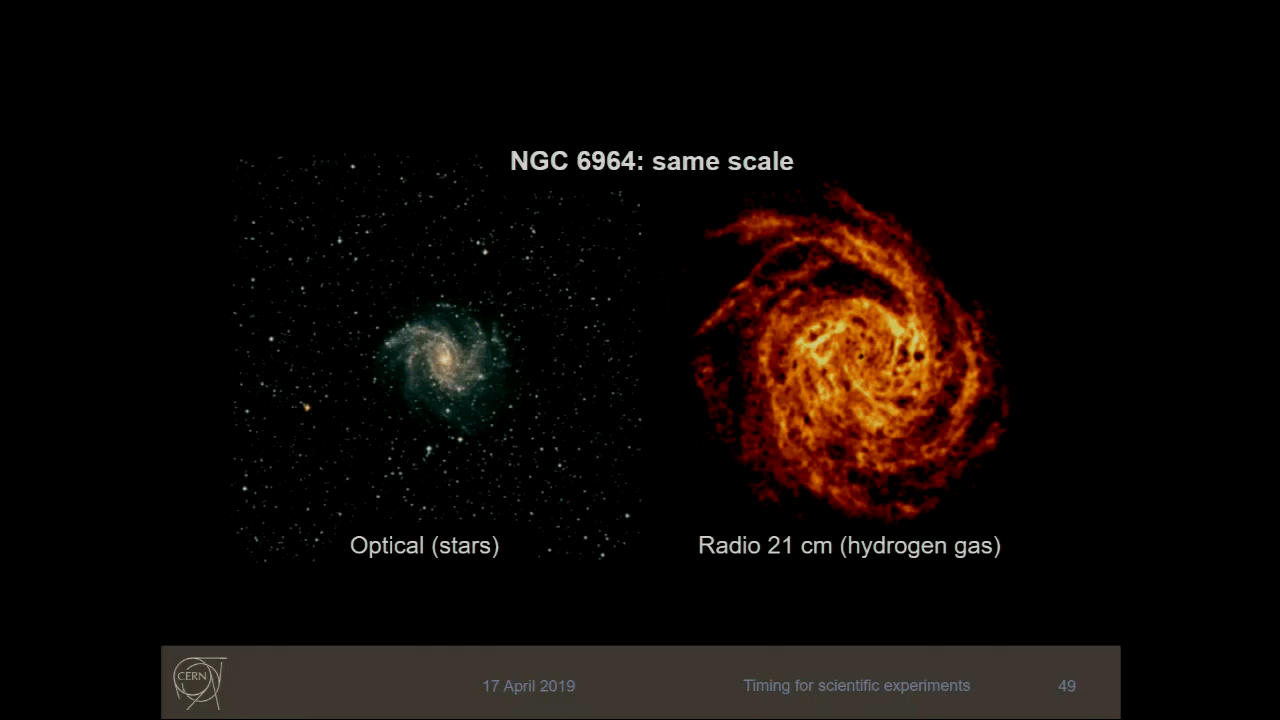 NGC 6964: same scale
Optical (stars)
Radio 21 cm (hydrogen gas)
CERN
17 April 2019
Timing for scientific experiments
49